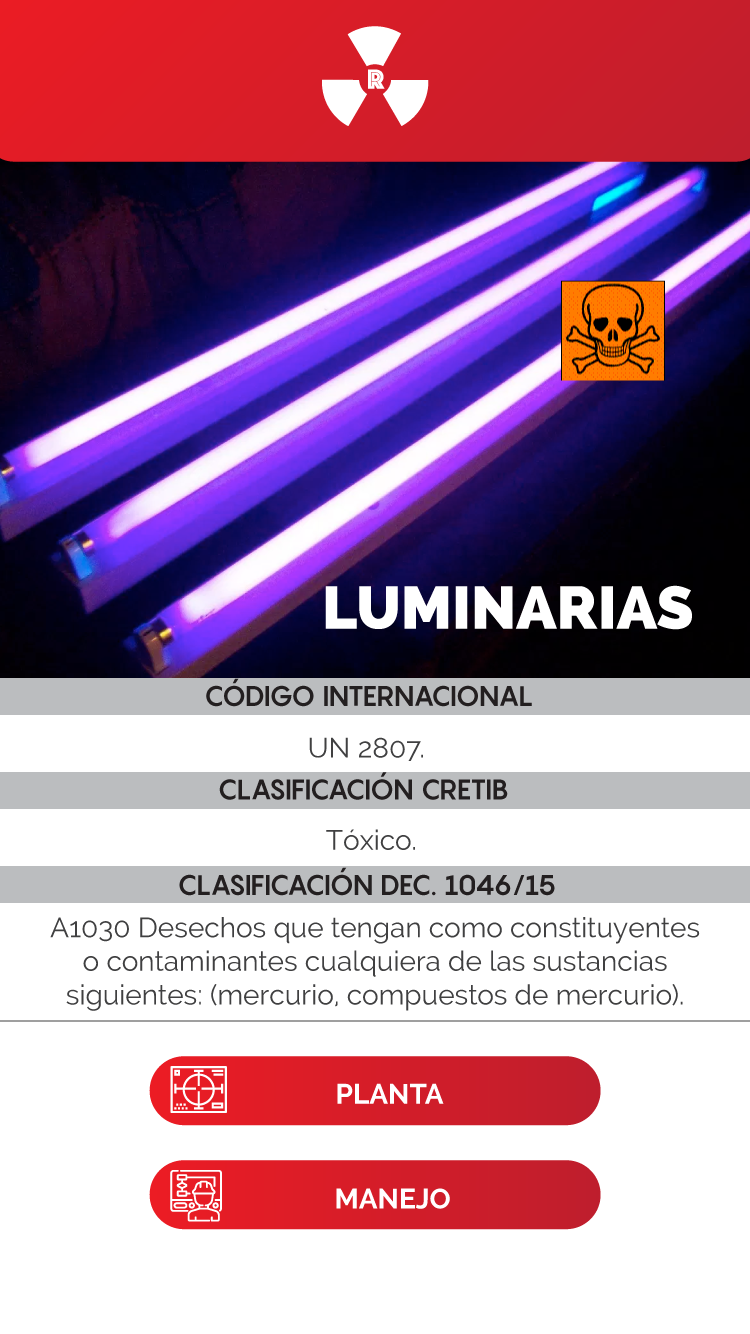 R
LUMINARIAS
CÓDIGO INTERNACIONAL
UN 2807.
CLASIFICACIÓN CRETIB
Tóxico.
CLASIFICACIÓN DEC. 1046/15
A1030 Desechos que tengan como constituyentes
o contaminantes cualquiera de las sustancias
siguientes: (mercurio, compuestos de mercurio).
PLANTA
MANEJO